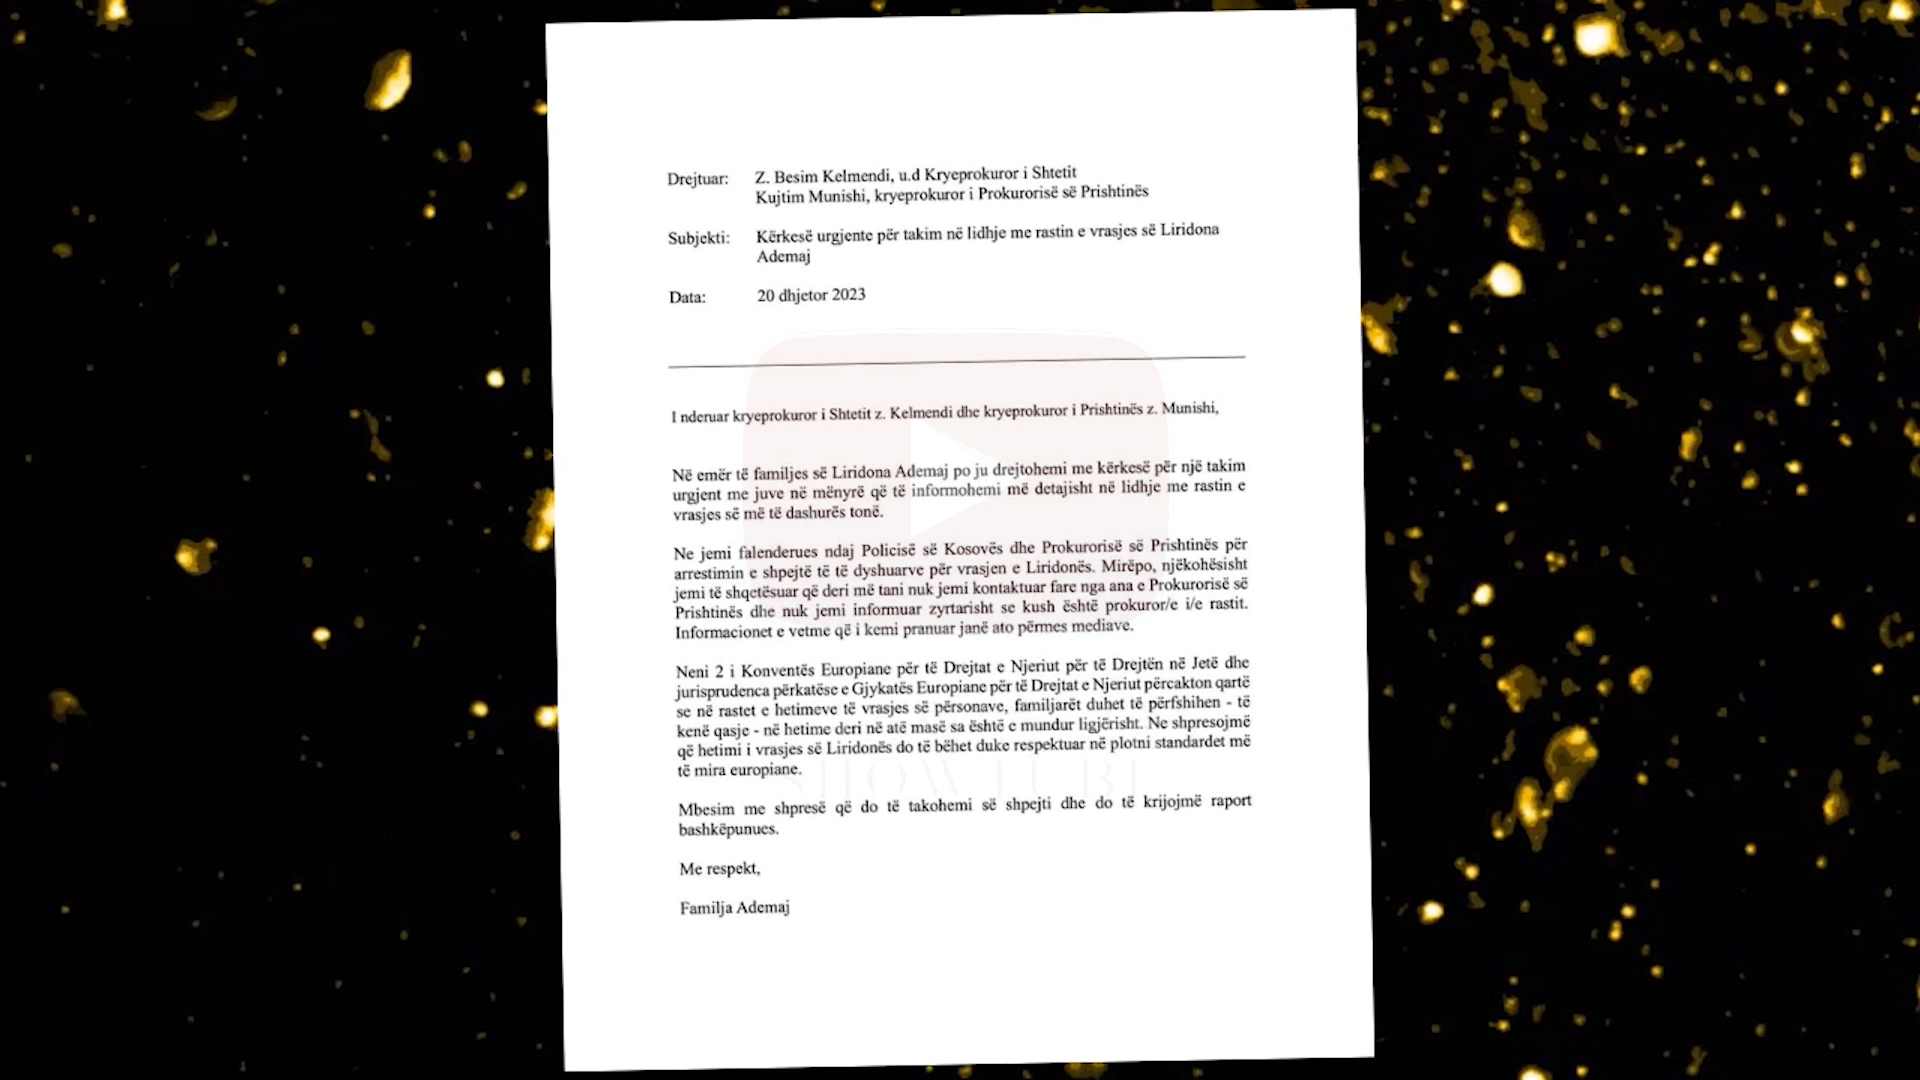 Drejtuar: Z. Besim Kelmendi, u.d Kryeprokuror i Shtetit
Kujtim Munishi, kryeprokuror i Prokurorisë së Prishtinës
Subjekti: Kërkesë urgjente për takim në lidhje me rastin e vrasjes së Liridona
Ademaj
Data: 20 dhjetor 2023
I nderuar kryeprokuror i Shtetit z. Kelmendi dhe kryeprokuror i Prishtinës z. Munishi,
Në emër të familjes së Liridona Ademaj po ju drejtohemi me kërkesë për një takim
urgjent me juve në mënyrë që të informohemi më detajisht në lidhje me rastin e
vrasjes së më të dashurës tonë.
Ne jemi falenderues ndaj Policisë së Kosovës dhe Prokurorisë së Prishtinës për
arrestimin e shpejtë të të dyshuarve për vrasjen e Liridonës. Mirëpo, njëkohësisht
jemi të shqetësuar që deri më tani nuk jemi kontaktuar fare nga ana e Prokurorisë së
Prishtinës dhe nuk jemi informuar zyrtarisht se kush është prokuror/e i/e rastit.
Informacionet e vetme që i kemi pranuar janë ato përmes mediave.
Neni 2 i Konventës Europiane për të Drejtat e Njeriut për të Drejtën në Jetë dhe
jurisprudenca përkatëse e Gjykatës Europiane për të Drejtat e Njeriut përcakton qartë
se në rastet e hetimeve të vrasjes së përsonave, familjarët duhet të përfshihen - të
kenë qasje - në hetime deri në atë masë sa është e mundur ligjërisht. Ne shpresojmë
që hetimi i vrasjes së Liridonës do të bëhet duke respektuar në plotni standardet më
të mira europiane.
SHOWTUBE
Mbesim me shpresë që do të takohemi së shpejti dhe do të krijojmë raport
bashkëpunues.
Me respekt,
Familja Ademaj